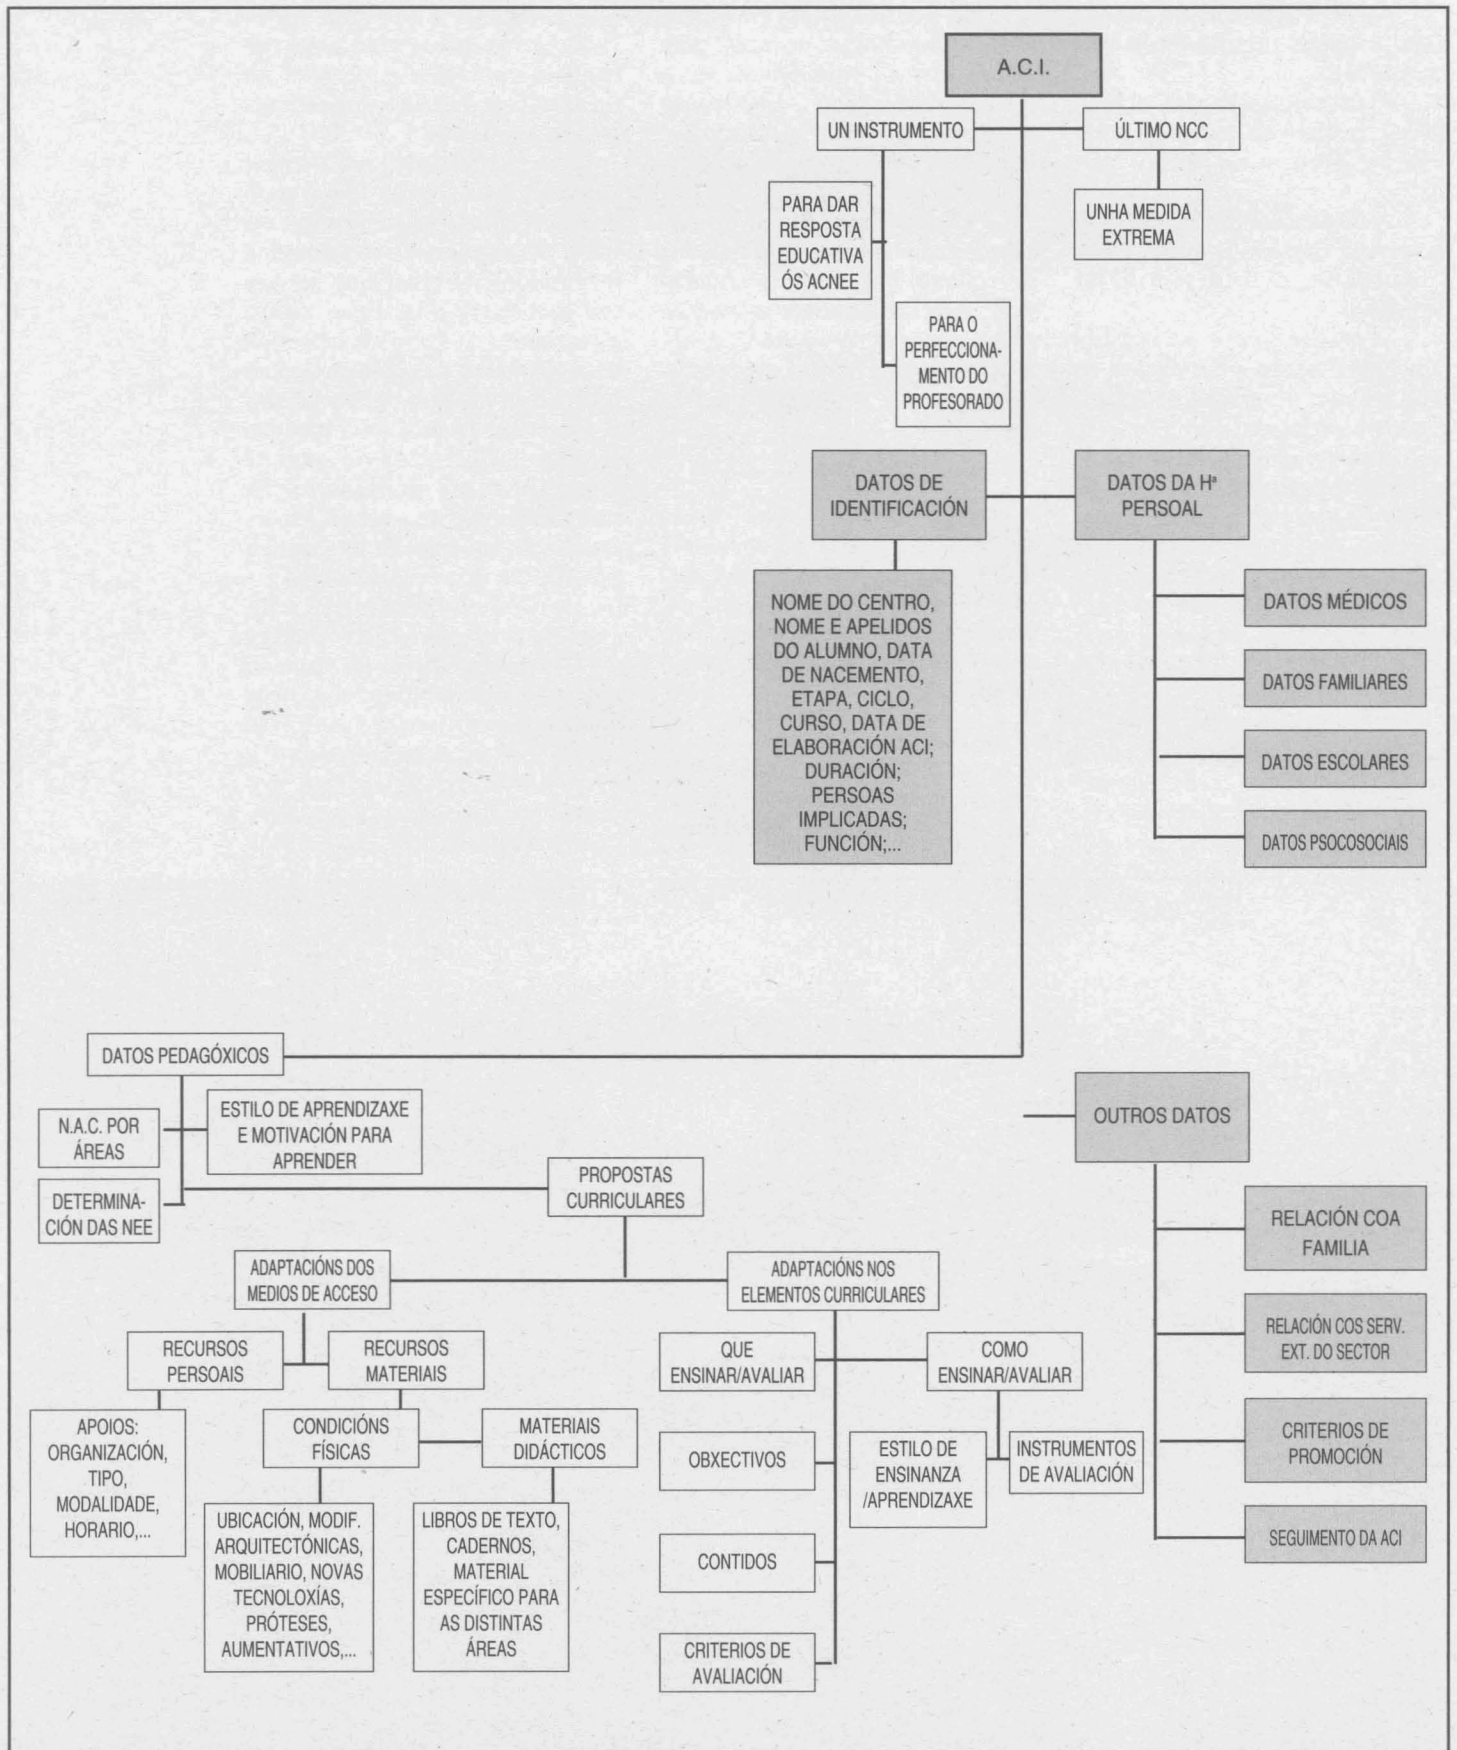 A.C.I.
UN INSTRUMENTO
ÚLTIMO NCC
PARA DAR
RESPOSTA
EDUCATIVA
ÓS ACNEE
UNHA MEDIDA
EXTREMA
PARA O
PERFECCIONA-
MENTO DO
PROFESORADO
DATOS DE
IDENTIFICACIÓN
DATOS DA Hª
PERSOAL
NOME DO CENTRO,
NOME E APELIDOS
DO ALUMNO, DATA
DE NACEMENTO,
ETAPA, CICLO,
CURSO, DATA DE
ELABORACIÓN ACI;
DURACIÓN;
PERSOAS
IMPLICADAS;
FUNCIÓN;...
DATOS MÉDICOS
DATOS FAMILIARES
DATOS ESCOLARES
DATOS PSOCOSOCIAIS
DATOS PEDAGÓXICOS
N.A.C. POR
ÁREAS
ESTILO DE APRENDIZAXE
E MOTIVACIÓN PARA
APRENDER
DETERMINA-
CIÓN DAS NEE
PROPOSTAS
CURRICULARES
ADAPTACIÓNS DOS
MEDIOS DE ACCESO
ADAPTACIÓNS NOS
ELEMENTOS CURRICULARES
RECURSOS
PERSOAIS
RECURSOS
MATERIAIS
APOIOS:
ORGANIZACIÓN,
TIPO,
MODALIDADE,
HORARIO,...
CONDICIÓNS
FÍSICAS
MATERIAIS
DIDÁCTICOS
UBICACIÓN, MODIF.
ARQUITECTÓNICAS,
MOBILIARIO, NOVAS
TECNOLOXÍAS,
PRÓTESES,
AUMENTATIVOS,...
LIBROS DE TEXTO,
CADERNOS,
MATERIAL
ESPECÍFICO PARA
AS DISTINTAS
ÁREAS
QUE
ENSINAR/AVALIAR
COMO
ENSINAR/AVALIAR
OBXECTIVOS
CONTIDOS
CRITERIOS DE
AVALIACIÓN
ESTILO DE
ENSINANZA
/APRENDIZAXE
INSTRUMENTOS
DE AVALIACIÓN
OUTROS DATOS
RELACIÓN COA
FAMILIA
RELACIÓN COS SERV.
EXT. DO SECTOR
CRITERIOS DE
PROMOCIÓN
SEGUIMENTO DA ACI